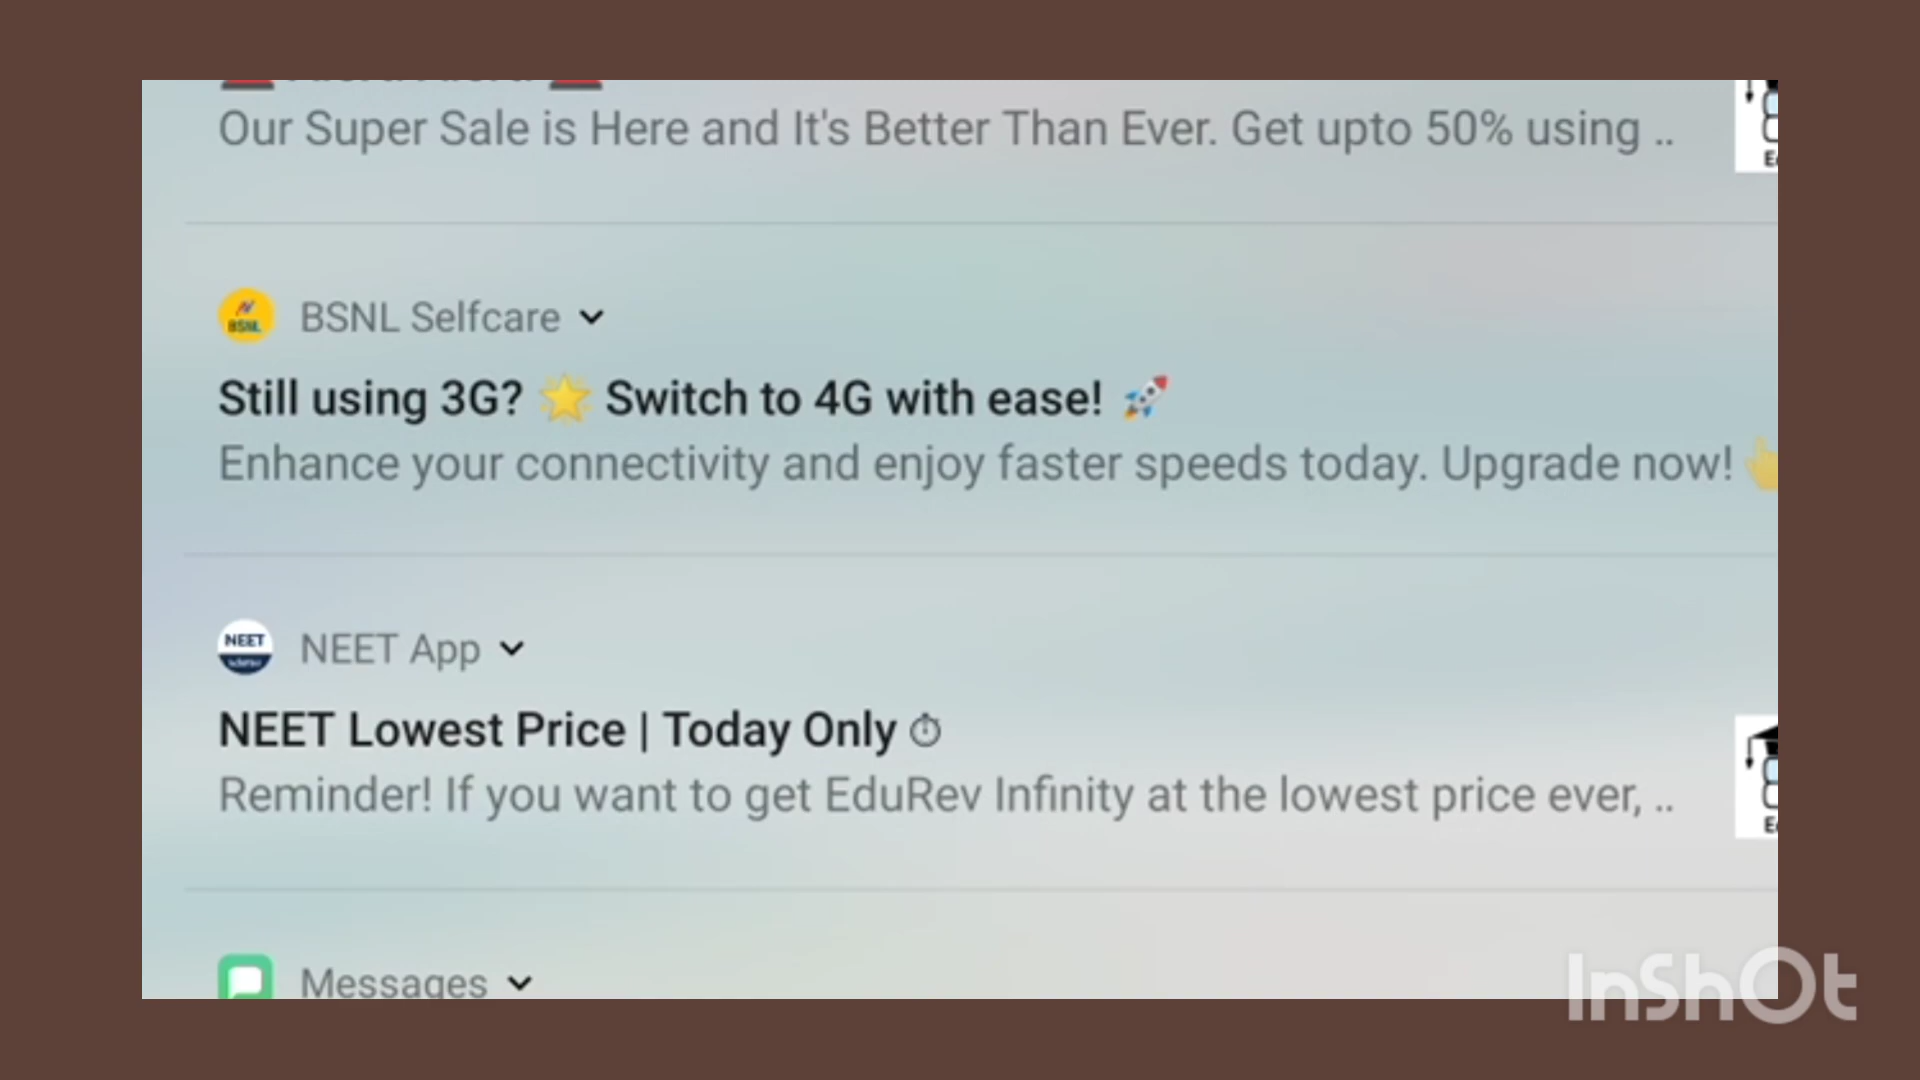 Our Super Sale is Here and It's Better Than Ever. Get upto 50% using ..
BSNL
BSNL Selfcare
Still using 3G? 🌟 Switch to 4G with ease! 🚀
Enhance your connectivity and enjoy faster speeds today. Upgrade now! 👆
NEET
NEET App
NEET Lowest Price | Today Only ⏱
Reminder! If you want to get EduRev Infinity at the lowest price ever, ..
Messages
InShOt